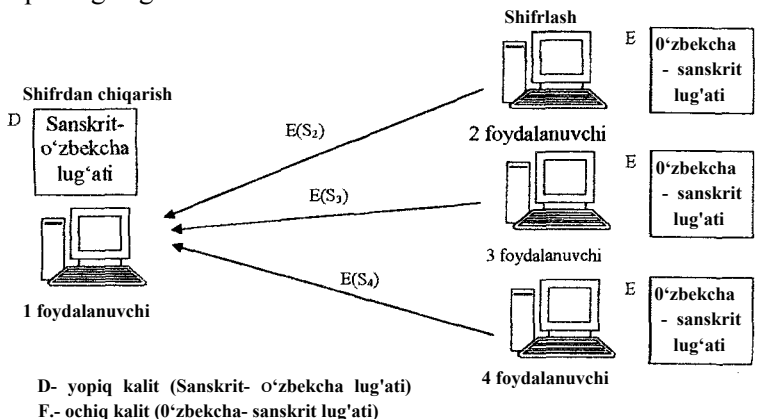 Shifrlash
E
0‘zbekcha
- sanskrit
lug'ati
Shifrdan chiqarish
D
Sanskrit-
o‘zbekcha
lug‘ati
E(S₂)
2 foydalanuvchi
E
0‘zbekcha
- sanskrit
lug'ati
E(S₃)
3 foydalanuvchi
E
0‘zbekcha
- sanskrit
lug'ati
E(S₄)
1 foydalanuvchi
4 foydalanuvchi
D- yopiq kalit (Sanskrit- o‘zbekcha lug'ati)
F.- ochiq kalit (0‘zbekcha- sanskrit lug'ati)